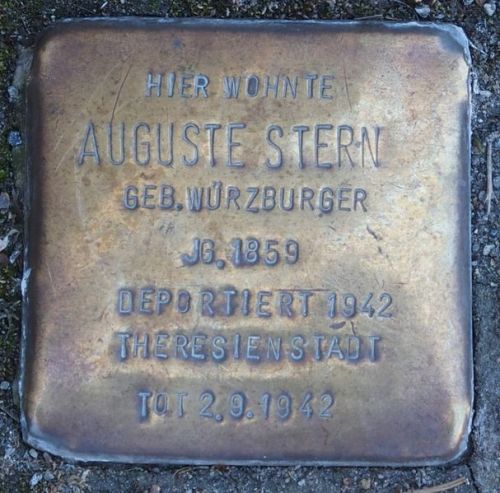 HIER WOHNTE
AUGUSTE STERN
GEB. WÜRZBURGER
JG. 1859
DEPORTIERT 1942
THERESIENSTADT
TOT 2.9.1942